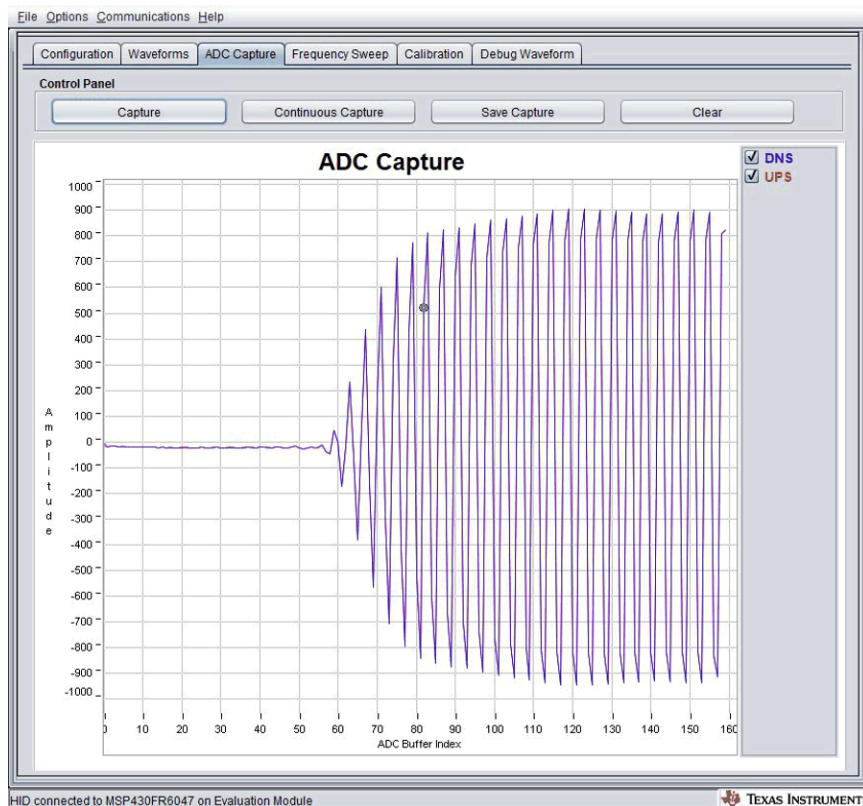 File Options Communications Help
Configuration Waveforms ADC Capture Frequency Sweep Calibration Debug Waveform
Control Panel
Capture Continuous Capture Save Capture Clear
ADC Capture
DNS
UPS
1000
900
800
700
600
500
400
300
200
100
0
-100
-200
-300
-400
-500
-600
-700
-800
-900
-1000
Amplitude
0 10 20 30 40 50 60 70 80 90 100 110 120 130 140 150 160
ADC Buffer Index
HID connected to MSP430FR6047 on Evaluation Module
TEXAS INSTRUMENT